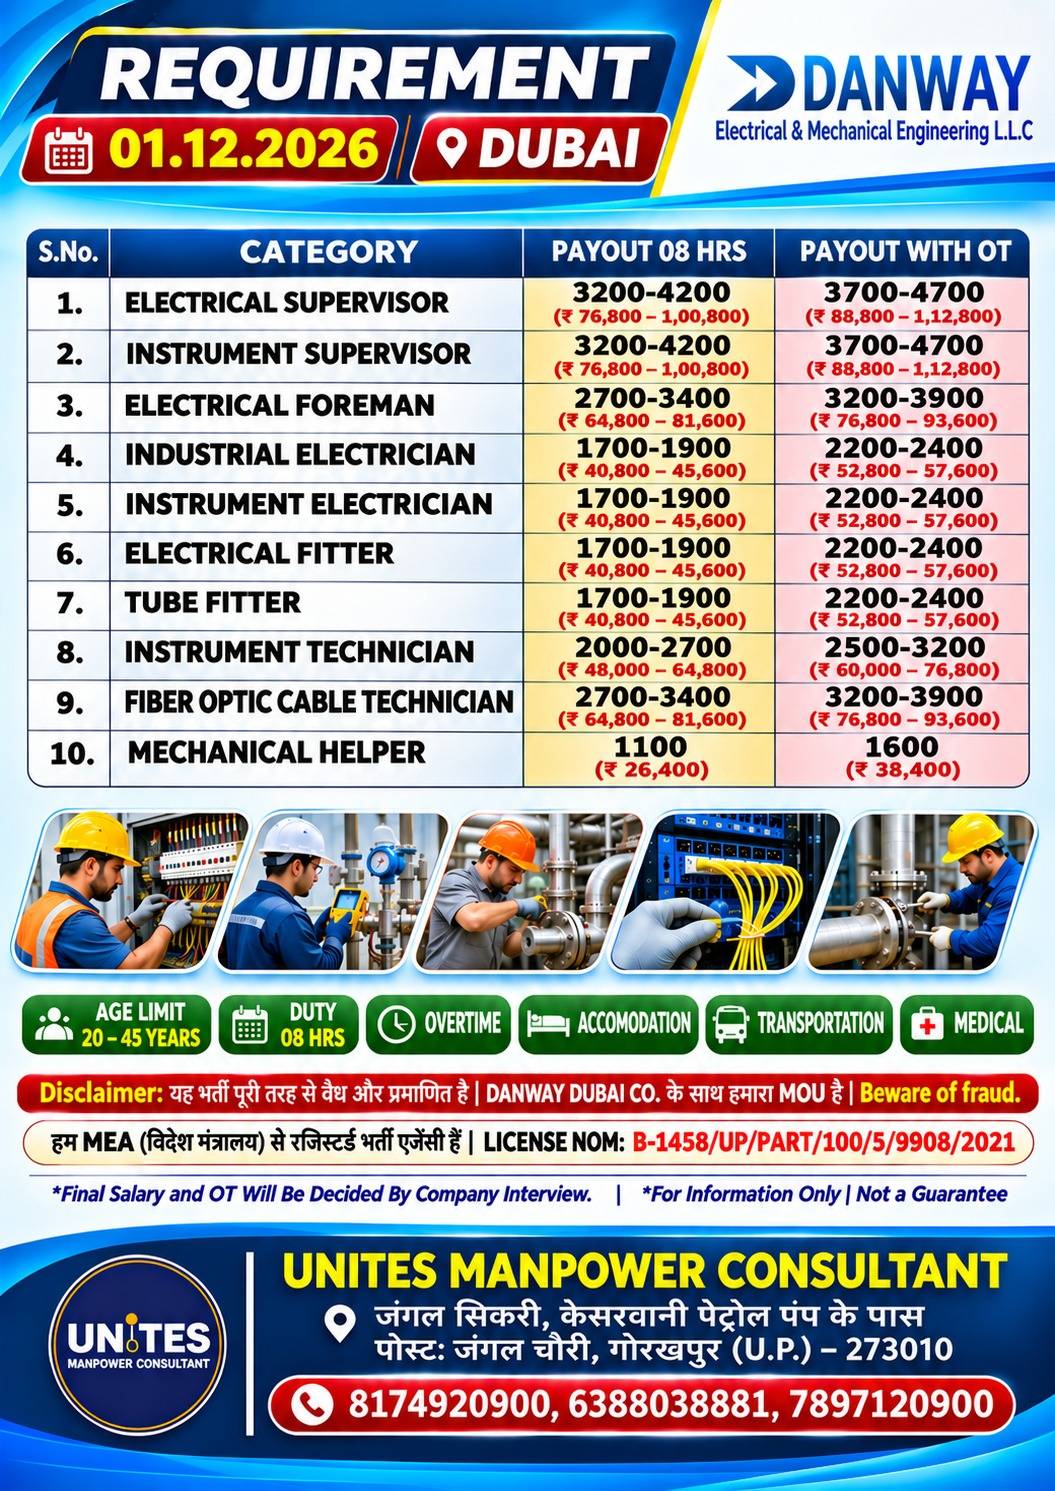 REQUIREMENT
01.12.2026
DUBAI
DANWAY
Electrical & Mechanical Engineering L.L.C
S.No. CATEGORY PAYOUT 08 HRS PAYOUT WITH OT
1. ELECTRICAL SUPERVISOR 3200-4200 3700-4700
(₹ 76,800 – 1,00,800) (₹ 88,800 – 1,12,800)
2. INSTRUMENT SUPERVISOR 3200-4200 3700-4700
(₹ 76,800 – 1,00,800) (₹ 88,800 – 1,12,800)
3. ELECTRICAL FOREMAN 2700-3400 3200-3900
(₹ 64,800 – 81,600) (₹ 76,800 – 93,600)
4. INDUSTRIAL ELECTRICIAN 1700-1900 2200-2400
(₹ 40,800 – 45,600) (₹ 52,800 – 57,600)
5. INSTRUMENT ELECTRICIAN 1700-1900 2200-2400
(₹ 40,800 – 45,600) (₹ 52,800 – 57,600)
6. ELECTRICAL FITTER 1700-1900 2200-2400
(₹ 40,800 – 45,600) (₹ 52,800 – 57,600)
7. TUBE FITTER 1700-1900 2200-2400
(₹ 40,800 – 45,600) (₹ 52,800 – 57,600)
8. INSTRUMENT TECHNICIAN 2000-2700 2500-3200
(₹ 48,000 – 64,800) (₹ 60,000 – 76,800)
9. FIBER OPTIC CABLE TECHNICIAN 2700-3400 3200-3900
(₹ 64,800 – 81,600) (₹ 76,800 – 93,600)
10. MECHANICAL HELPER 1100 1600
(₹ 26,400) (₹ 38,400)
AGE LIMIT
20 – 45 YEARS
DUTY
08 HRS
OVERTIME
ACCOMODATION
TRANSPORTATION
MEDICAL
Disclaimer: यह भर्ती पूरी तरह से वैध और प्रमाणित है | DANWAY DUBAI CO. के साथ हमारा MOU है | Beware of fraud.
हम MEA (विदेश मंत्रालय) से रजिस्टर्ड भर्ती एजेंसी हैं | LICENSE NOM: B-1458/UP/PART/100/5/9908/2021
*Final Salary and OT Will Be Decided By Company Interview. | *For Information Only | Not a Guarantee
UNITES
MANPOWER CONSULTANT
UNITES MANPOWER CONSULTANT
जंगल सिकरी, केसरवानी पेट्रोल पंप के पास
पोस्ट: जंगल चौरी, गोरखपुर (U.P.) – 273010
8174920900, 6388038881, 7897120900